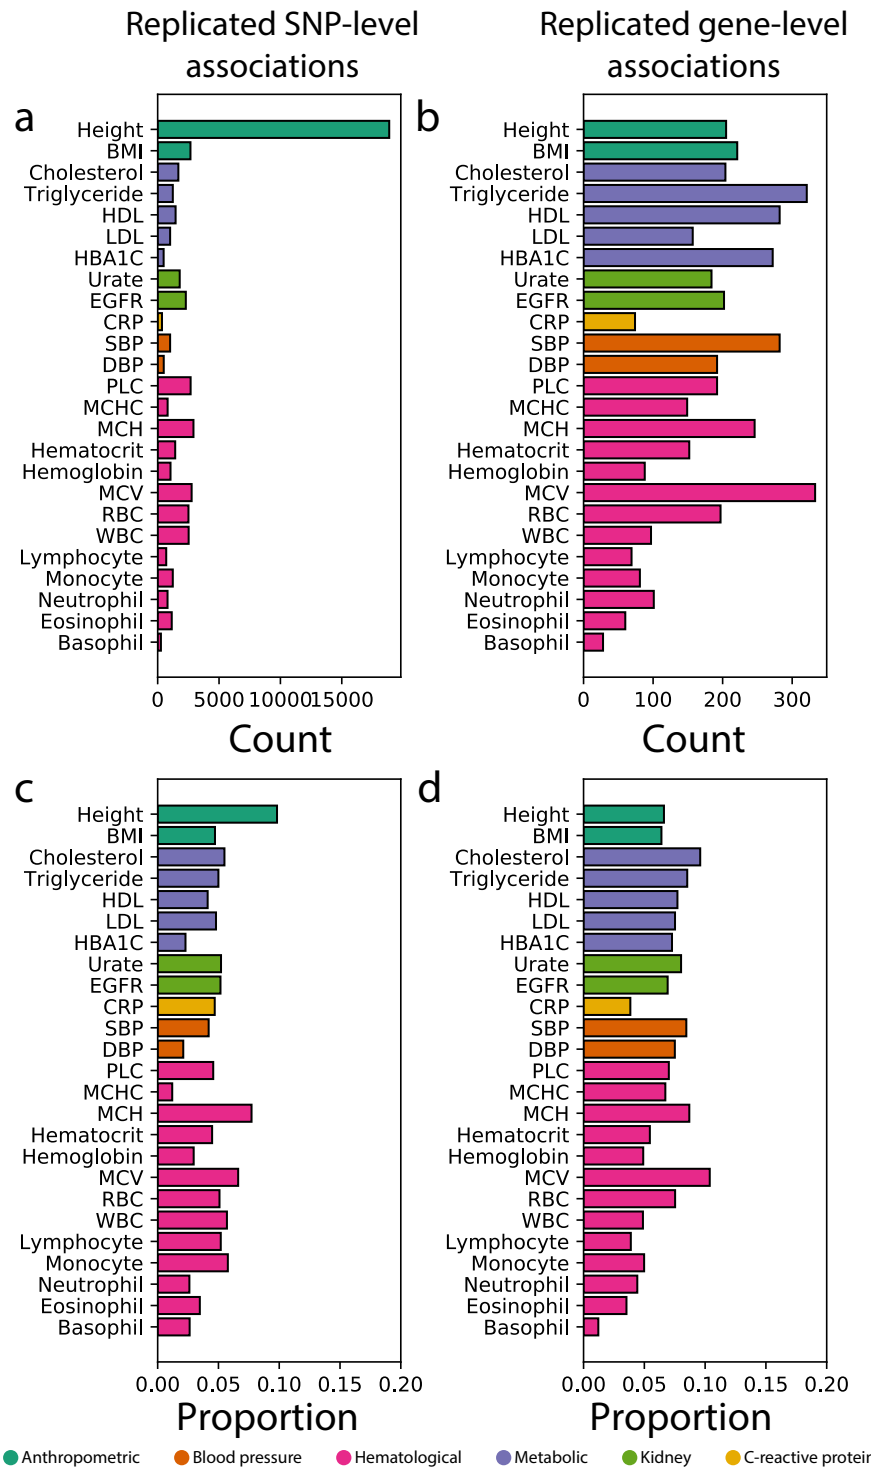 Replicated SNP-level
associations
Replicated gene-level
associations
a
Height
BMI
Cholesterol
Triglyceride
HDL
LDL
HBA1C
Urate
EGFR
CRP
SBP
DBP
PLC
MCHC
MCH
Hematocrit
Hemoglobin
MCV
RBC
WBC
Lymphocyte
Monocyte
Neutrophil
Eosinophil
Basophil
0 5000 10000 15000
Count
b
Height
BMI
Cholesterol
Triglyceride
HDL
LDL
HBA1C
Urate
EGFR
CRP
SBP
DBP
PLC
MCHC
MCH
Hematocrit
Hemoglobin
MCV
RBC
WBC
Lymphocyte
Monocyte
Neutrophil
Eosinophil
Basophil
0 100 200 300
Count
c
Height
BMI
Cholesterol
Triglyceride
HDL
LDL
HBA1C
Urate
EGFR
CRP
SBP
DBP
PLC
MCHC
MCH
Hematocrit
Hemoglobin
MCV
RBC
WBC
Lymphocyte
Monocyte
Neutrophil
Eosinophil
Basophil
0.00 0.05 0.10 0.15 0.20
Proportion
d
Height
BMI
Cholesterol
Triglyceride
HDL
LDL
HBA1C
Urate
EGFR
CRP
SBP
DBP
PLC
MCHC
MCH
Hematocrit
Hemoglobin
MCV
RBC
WBC
Lymphocyte
Monocyte
Neutrophil
Eosinophil
Basophil
0.00 0.05 0.10 0.15 0.20
Proportion
Anthropometric Blood pressure Hematological Metabolic Kidney C-reactive protein